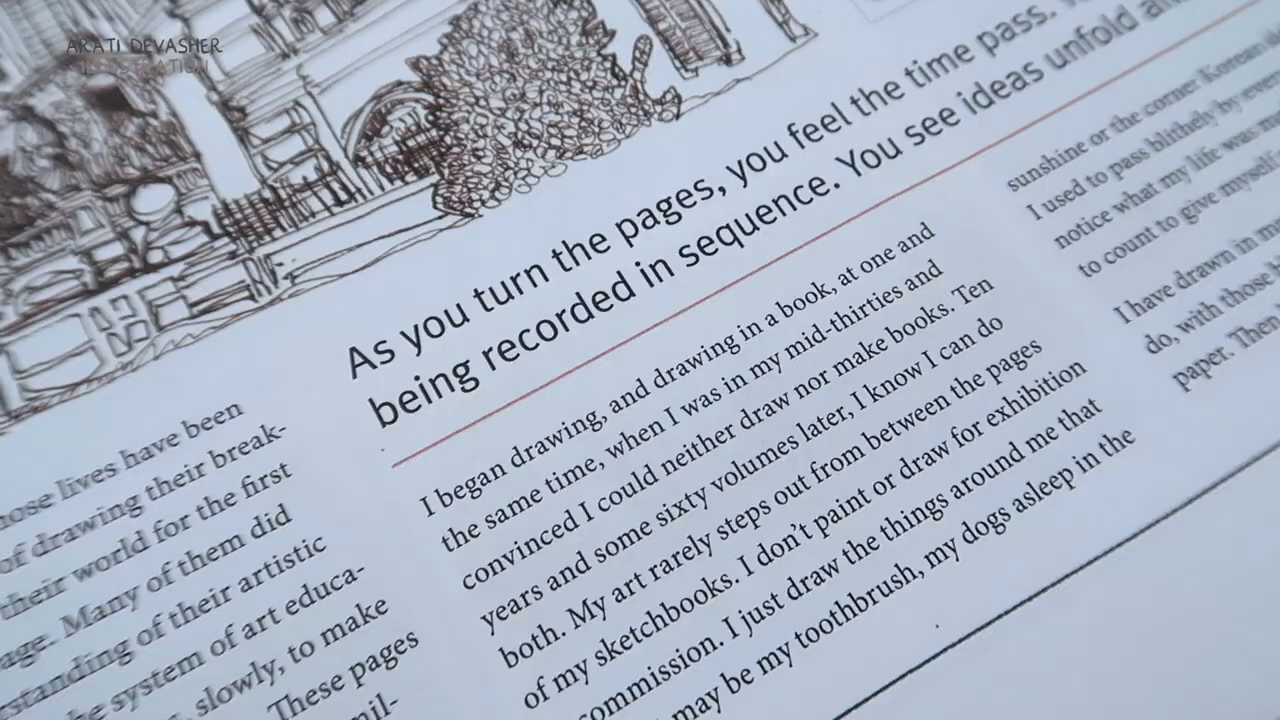 ARATI DEVASHER
As you turn the pages, you feel the time pass.
being recorded in sequence. You see ideas unfold
hose lives have been
of drawing their break-
their world for the first
age. Many of them did
rstanding of their artistic
he system of art educa-
slowly, to make
These pages
I began drawing, and drawing in a book, at one and
the same time, when I was in my mid-thirties and
convinced I could neither draw nor make books. Ten
years and some sixty volumes later, I know I can do
both. My art rarely steps out from between the pages
of my sketchbooks. I don't paint or draw for exhibition
commission. I just draw the things around me that
may be my toothbrush, my dogs asleep in the
sunshine or the corner Korean
I used to pass blithely by
notice what my life was
to count to give myself
I have drawn in
do, with those
paper. Then